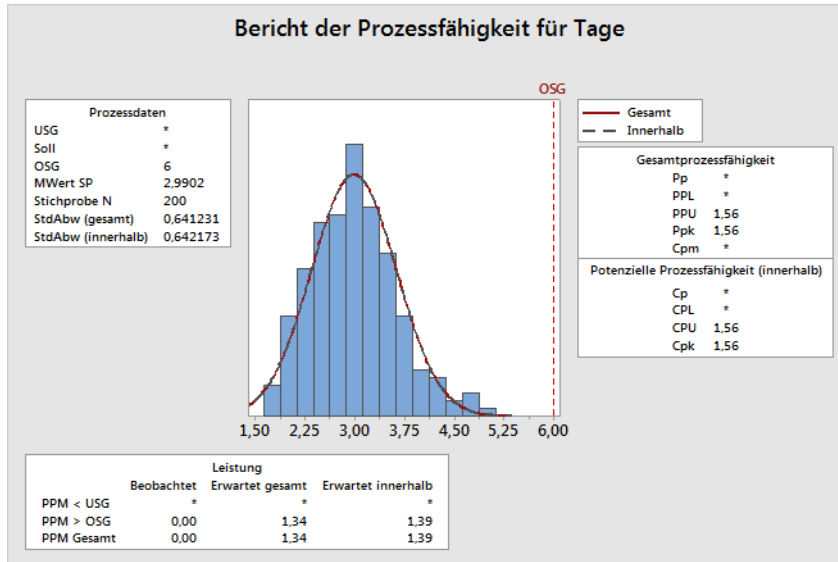 Bericht der Prozessfähigkeit für Tage
OSG
Prozessdaten
USG *
Soll *
OSG 6
MWert SP 2,9902
Stichprobe N 200
StdAbw (gesamt) 0,641231
StdAbw (innerhalb) 0,642173
Gesamt
Innerhalb
Gesamtprozessfähigkeit
Pp *
PPL *
PPU 1,56
Ppk 1,56
Cpm *
Potenzielle Prozessfähigkeit (innerhalb)
Cp *
CPL *
CPU 1,56
Cpk 1,56
1,50 2,25 3,00 3,75 4,50 5,25 6,00
Leistung
Beobachtet Erwartet gesamt Erwartet innerhalb
PPM < USG * * *
PPM > OSG 0,00 1,34 1,39
PPM Gesamt 0,00 1,34 1,39